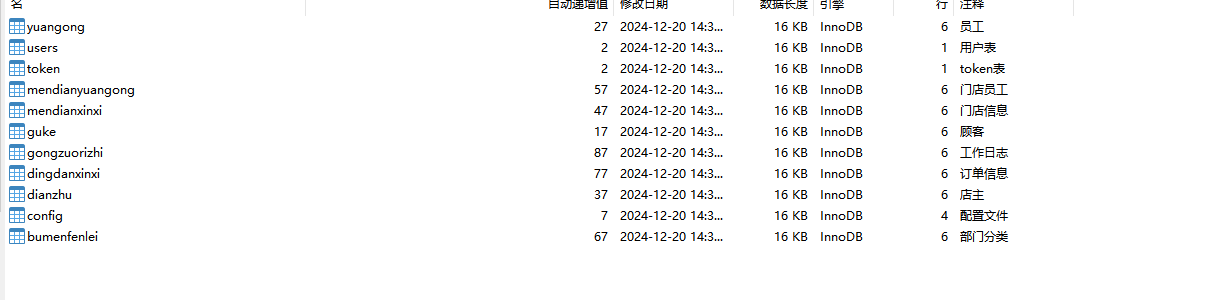 名 自动递增值 修改日期 数据长度 引擎 行 注释
yuangong 27 2024-12-20 14:3... 16 KB InnoDB 6 员工
users 2 2024-12-20 14:3... 16 KB InnoDB 1 用户表
token 2 2024-12-20 14:3... 16 KB InnoDB 1 token表
mendianyuangong 57 2024-12-20 14:3... 16 KB InnoDB 6 门店员工
mendianxinxi 47 2024-12-20 14:3... 16 KB InnoDB 6 门店信息
guke 17 2024-12-20 14:3... 16 KB InnoDB 6 顾客
gongzuorizhi 87 2024-12-20 14:3... 16 KB InnoDB 6 工作日志
dingdanxinxi 77 2024-12-20 14:3... 16 KB InnoDB 6 订单信息
dianzhu 37 2024-12-20 14:3... 16 KB InnoDB 6 店主
config 7 2024-12-20 14:3... 16 KB InnoDB 4 配置文件
bumenfenlei 67 2024-12-20 14:3... 16 KB InnoDB 6 部门分类